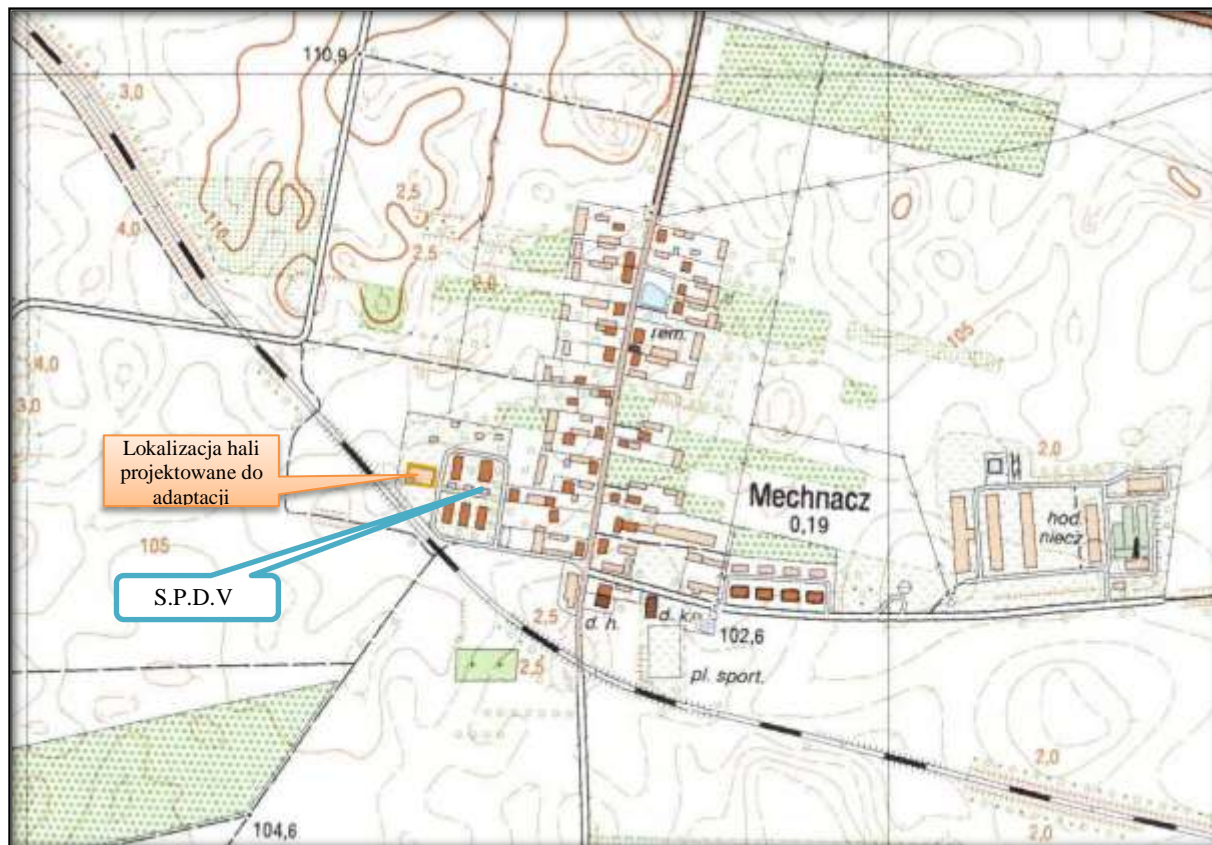 110,9
3,0
2,5
4,0
110
2,5
2,0
rem.
105
4,0
3,0
Lokalizacja hali
projektowane do
adaptacji
2,0
Mechnacz
0,19
hod.
niecz
105
S.P.D.V
2,5
d. h.
d. kn.
102,6
2,5
pl. sport.
2,0
104,6
2,0